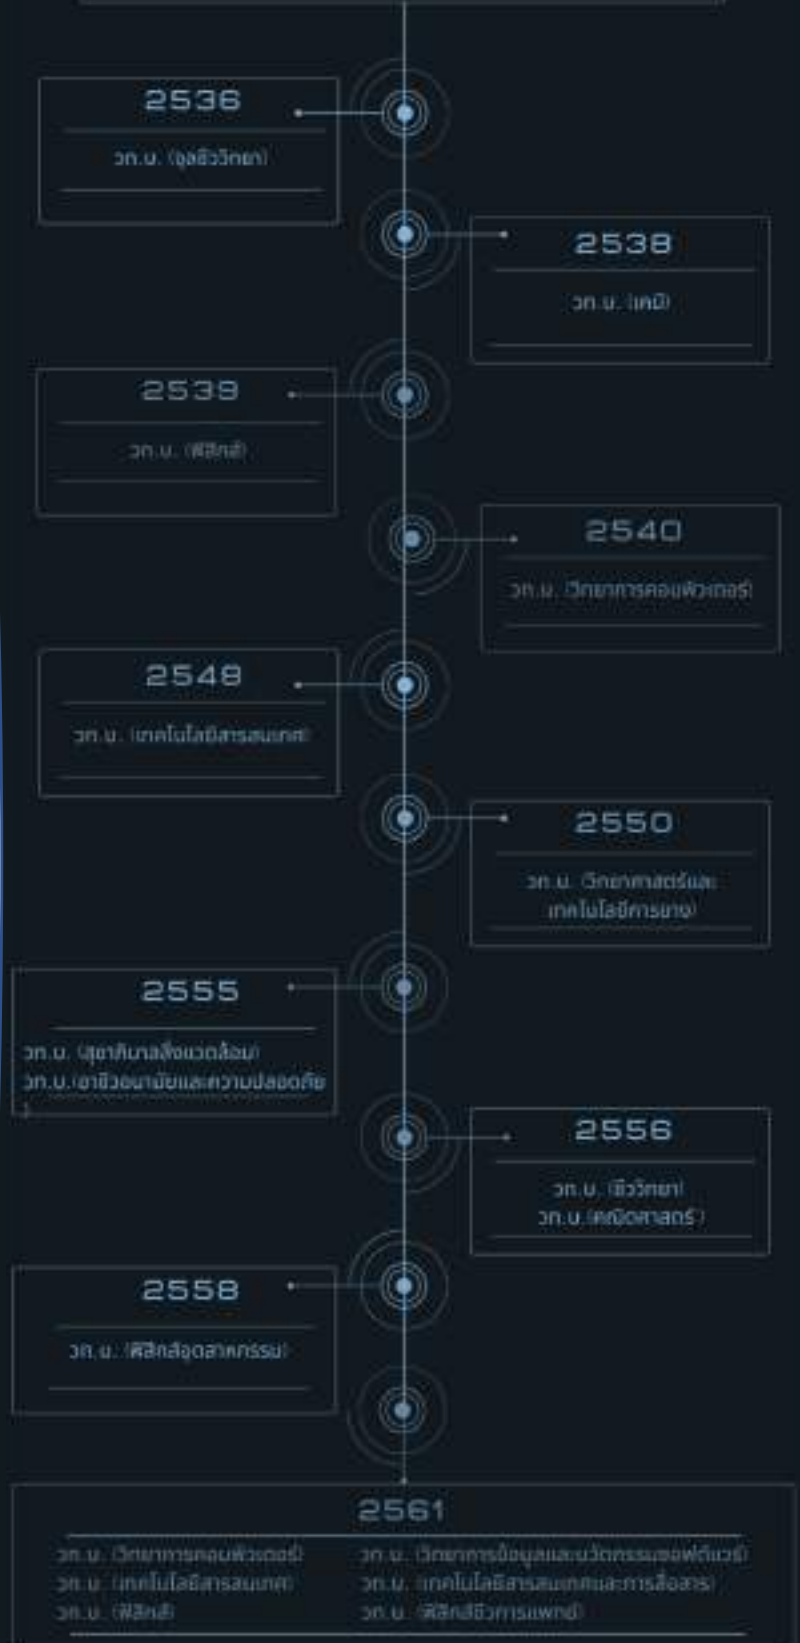 2536
วท.บ. (จุลชีววิทยา)
2538
วท.บ. (เคมี)
2539
วท.บ. (ฟิสิกส์)
2540
วท.บ. (วิทยาการคอมพิวเตอร์)
2548
วท.บ. (เทคโนโลยีสารสนเทศ)
2550
วท.บ. (วิทยาศาสตร์และ
เทคโนโลยีการยาง)
2555
วท.บ. (สุขาภิบาลสิ่งแวดล้อม)
วท.บ.(อาชีวอนามัยและความปลอดภัย
)
2556
วท.บ. (ชีววิทยา)
วท.บ.(คณิตศาสตร์ )
2558
วท.บ. (ฟิสิกส์อุตสาหกรรม)
2561
วท.บ. (วิทยาการคอมพิวเตอร์)
วท.บ. (เทคโนโลยีสารสนเทศ)
วท.บ. (ฟิสิกส์)
วท.บ. (วิทยาการข้อมูลและนวัตกรรมซอฟต์แวร์)
วท.บ. (เทคโนโลยีสารสนเทศและการสื่อสาร)
วท.บ. (ฟิสิกส์ชีวการแพทย์)